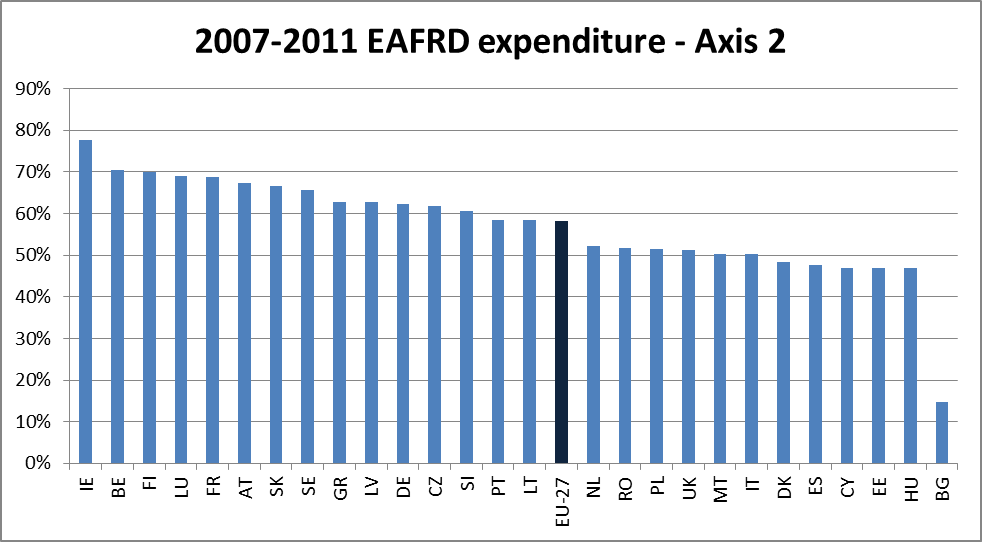 2007-2011 EAFRD expenditure - Axis 2
90%
80%
70%
60%
50%
40%
30%
20%
10%
0%
IE
BE
FI
LU
FR
AT
SK
SE
GR
LV
DE
CZ
SI
PT
LT
EU-27
NL
RO
PL
UK
MT
IT
DK
ES
CY
EE
HU
BG